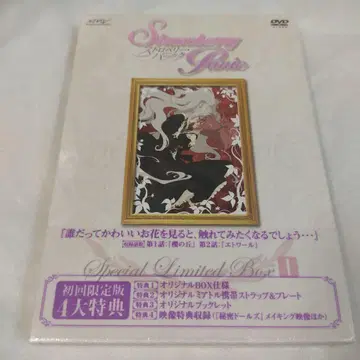 DVD
Strawberry
ストロベリー・パニック
Panic
「誰だってかわいいお花を見ると、触れてみたくなるでしょう…」
第1話:「櫻の丘」 第2話:「エトワール」
Special Limited Box I
初回限定版
4大特典
特典1 オリジナルBOX仕様
特典2 オリジナルミアトル携帯ストラップ&プレート
特典3 オリジナルブックレット
特典4 映像特典収録(「秘密ドールズ」メイキング映像ほか)